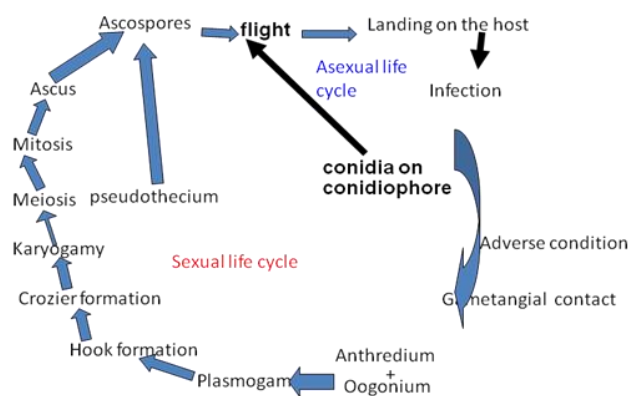 Ascospores
flight
Landing on the host
Asexual life
cycle
Ascus
Infection
Mitosis
conidia on
conidiophore
Meiosis
pseudothecium
Karyogamy
Adverse condition
Sexual life cycle
Crozier formation
Gametangial contact
Hook formation
Anthredium
+
Oogonium
Plasmogam